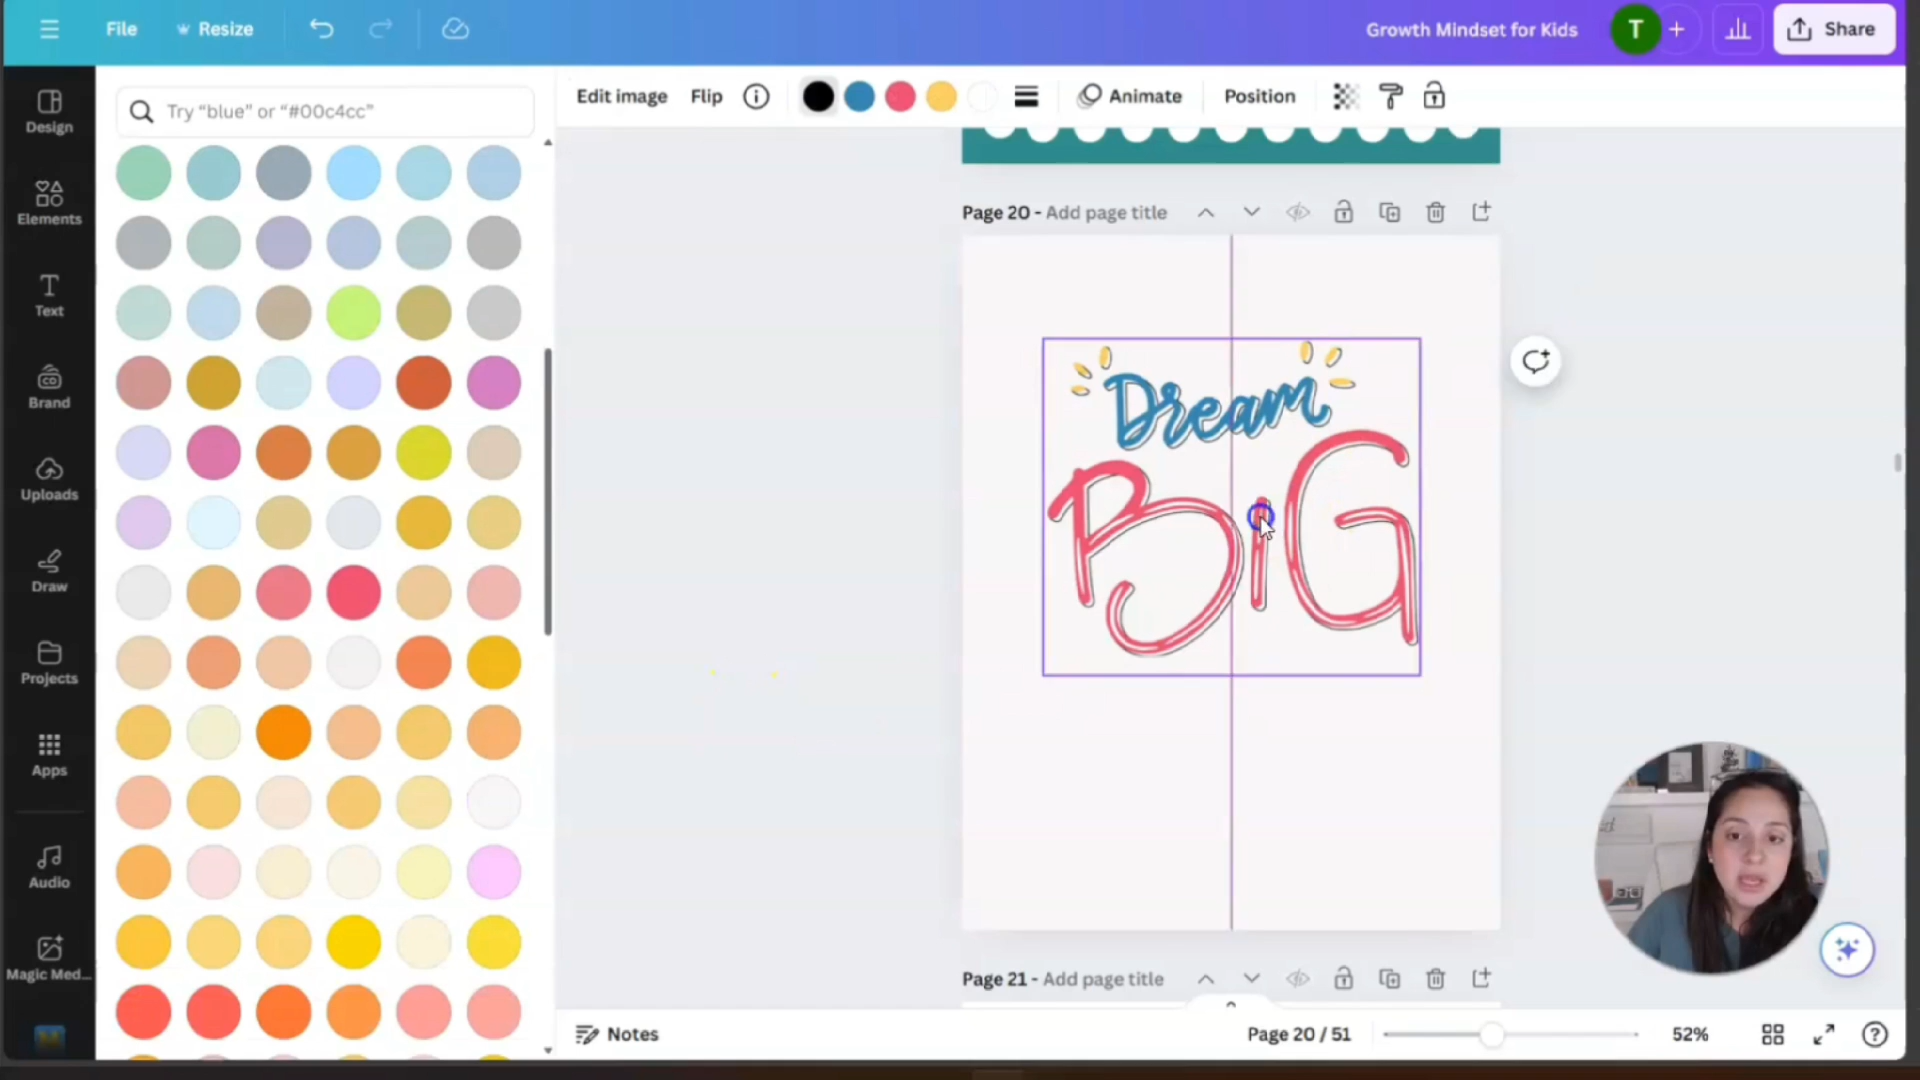 File
Resize
Growth Mindset for Kids
T
Share
Design
Elements
Text
Brand
Uploads
Draw
Projects
Apps
Audio
Magic Med...
Try “blue” or “#00c4cc”
Edit image
Flip
Animate
Position
Page 20 - Add page title
Dream
BiG
Page 21 - Add page title
Notes
Page 20 / 51
52%